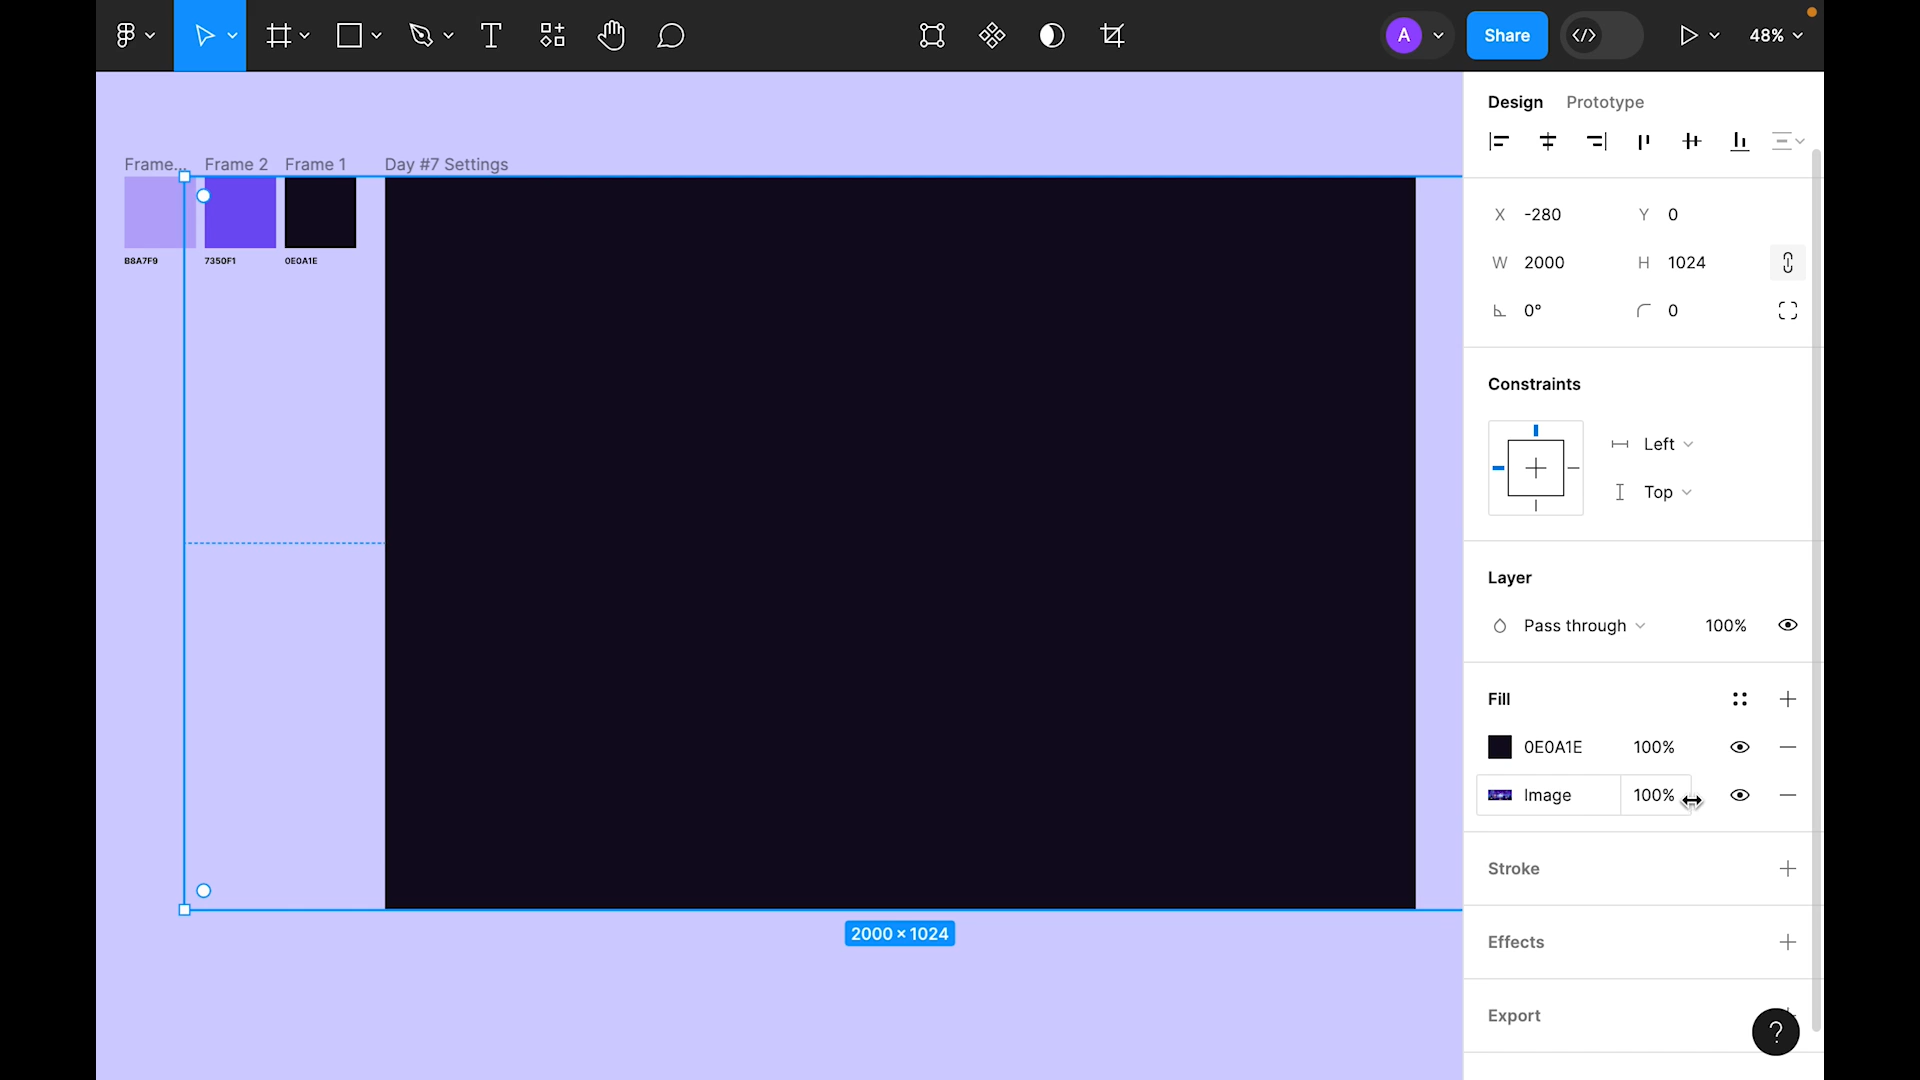 A
Share
48%
Design Prototype
Frame... Frame 2 Frame 1 Day #7 Settings
B8A7F9 7350F1 0E0A1E
X -280 Y 0
W 2000 H 1024
0° 0
Constraints
Left
Top
Layer
Pass through 100%
Fill
0E0A1E 100%
Image 100%
Stroke
2000 × 1024
Effects
Export
?